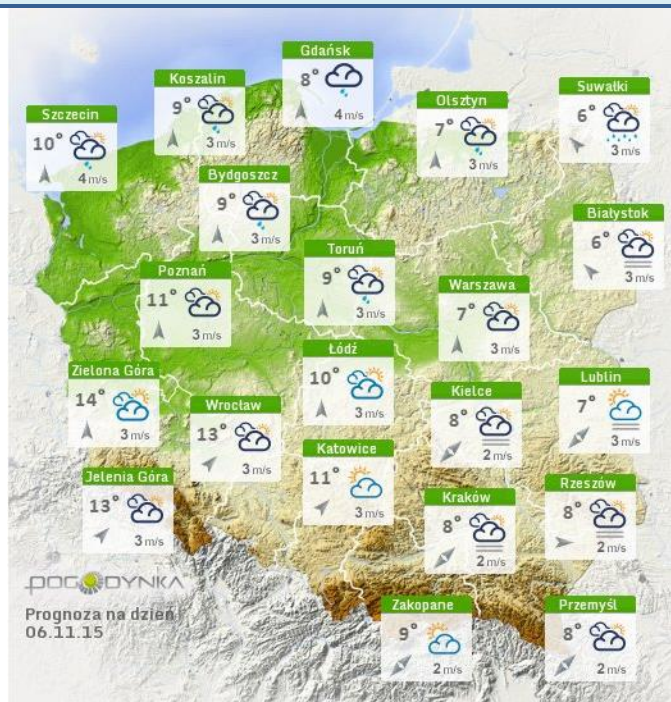 Gdańsk
8°
4 m/s
Koszalin
9°
3 m/s
Olsztyn
7°
3 m/s
Suwałki
6°
3 m/s
Szczecin
10°
4 m/s
Bydgoszcz
9°
3 m/s
Białystok
6°
3 m/s
Toruń
9°
3 m/s
Poznań
11°
3 m/s
Warszawa
7°
3 m/s
Łódź
10°
3 m/s
Zielona Góra
14°
3 m/s
Lublin
7°
3 m/s
Kielce
8°
2 m/s
Wrocław
13°
3 m/s
Katowice
11°
3 m/s
Jelenia Góra
13°
3 m/s
Rzeszów
8°
2 m/s
Kraków
8°
2 m/s
POGODYNKA
Prognoza na dzień
06.11.15
Zakopane
9°
2 m/s
Przemyśl
8°
2 m/s